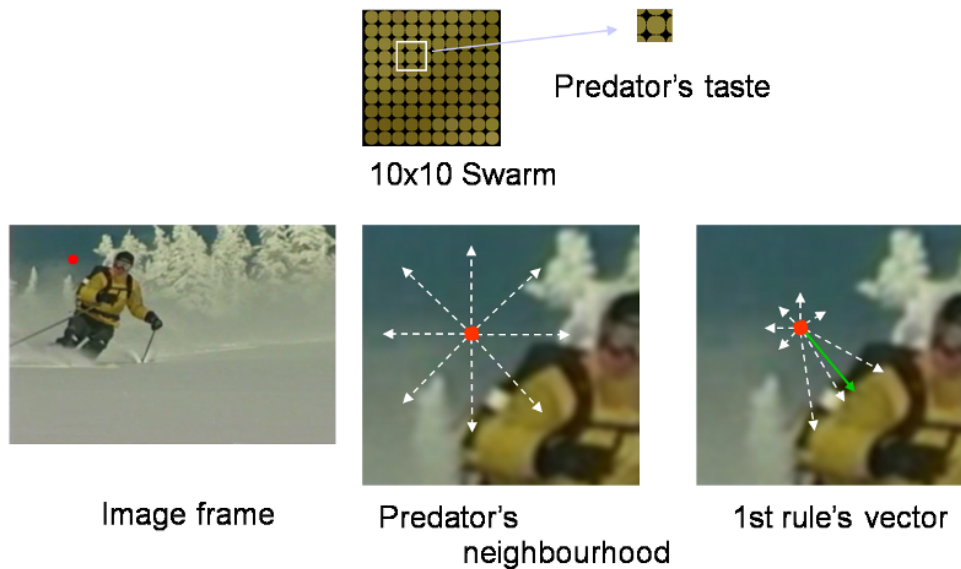 Predator's taste
10x10 Swarm
Image frame
Predator's
neighbourhood
1st rule's vector